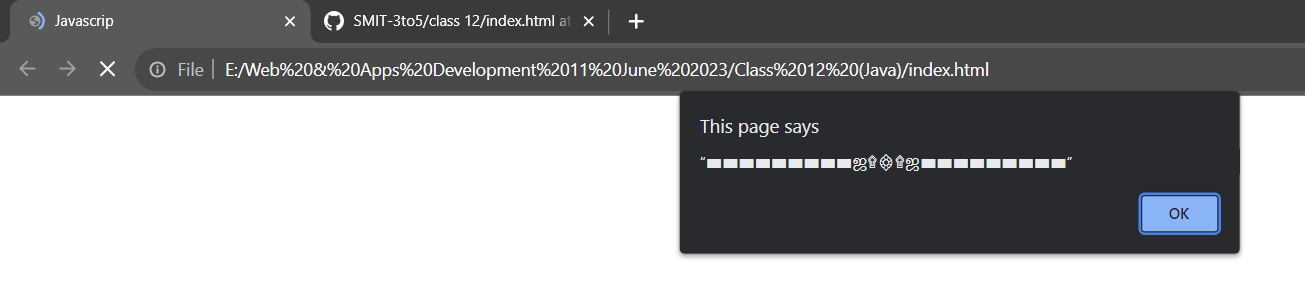 Javascrip
SMIT-3to5/class 12/index.html at
File
E:/Web%20&%20Apps%20Development%2011%20June%202023/Class%2012%20(Java)/index.html
This page says
"▬▬▬▬▬▬▬▬▬ஜ۩۞۩ஜ▬▬▬▬▬▬▬▬▬"
OK